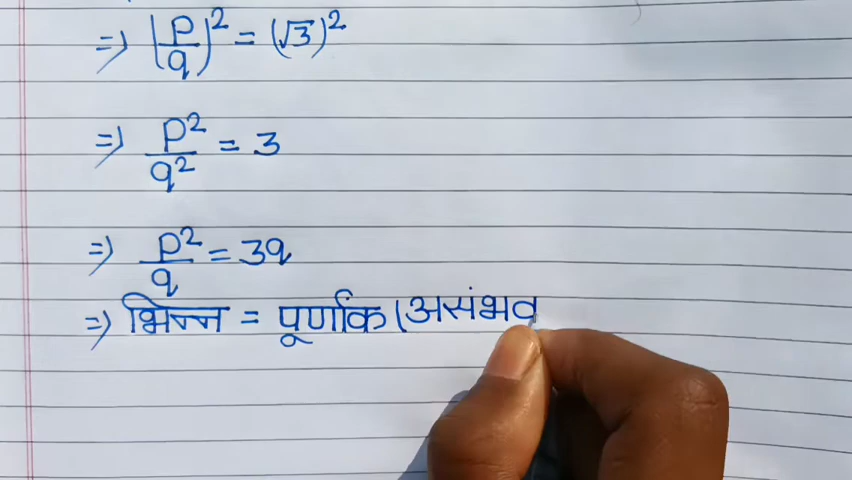 => (p/q)² = (√3)²
=> p²/q² = 3
=> p²/q = 3q
=> भिन्न = पूर्णांक (असंभव